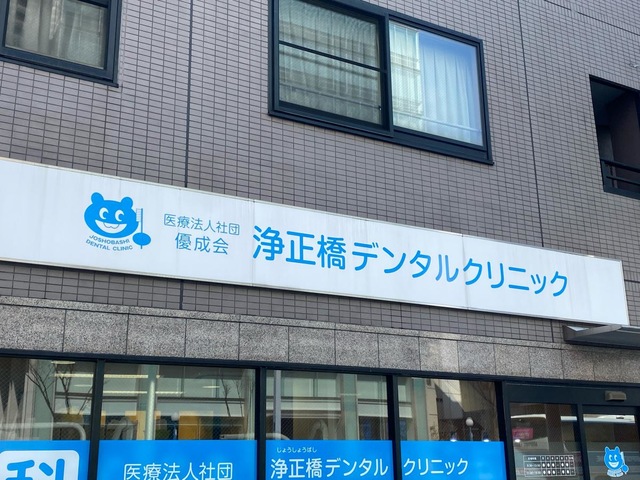 JOSHOBASHI
DENTAL CLINIC
医療法人社団
優成会
浄正橋デンタルクリニック
じょうしょうばし
医療法人社団
浄正橋デンタルクリニック